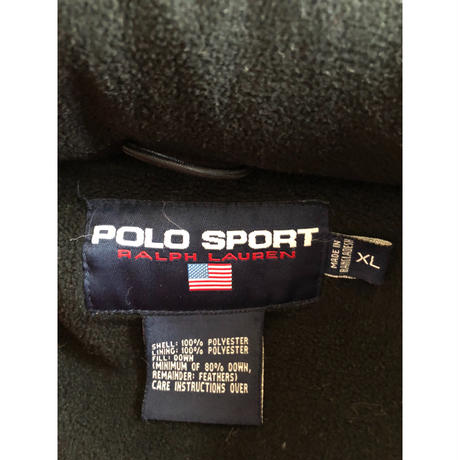 POLO SPORT
RALPH LAUREN
MADE IN
BANGLADESH
XL
SHELL: 100% POLYESTER
LINING: 100% POLYESTER
FILL: DOWN
(MINIMUM OF 80% DOWN,
REMAINDER: FEATHERS)
CARE INSTRUCTIONS OVER